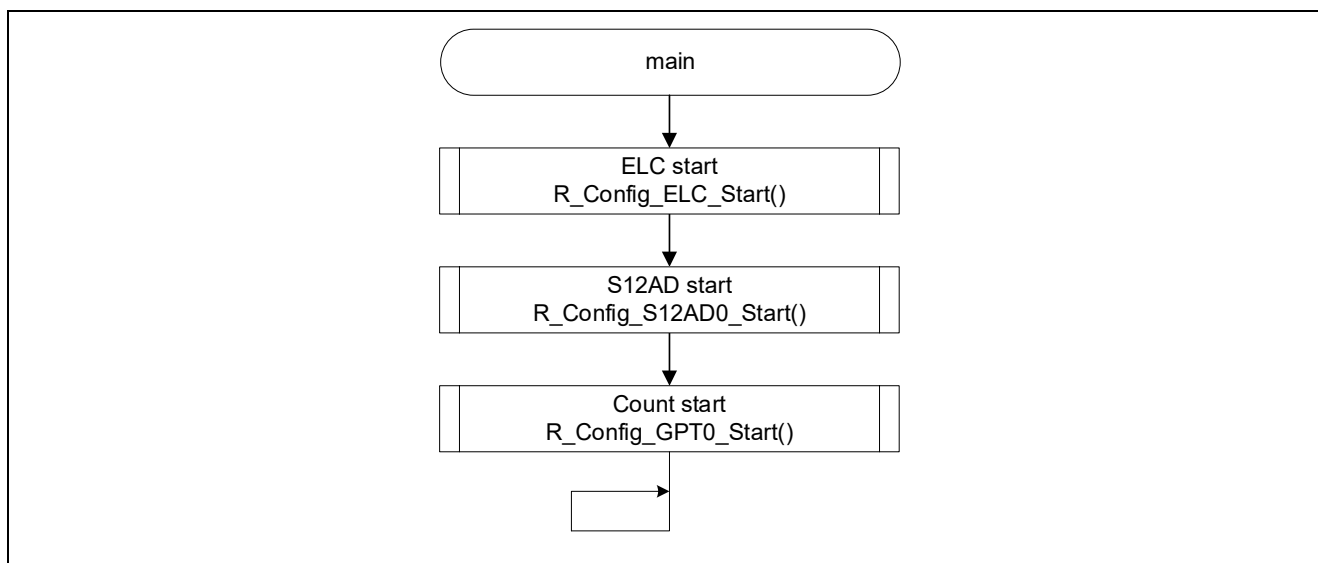 main
ELC start
R_Config_ELC_Start()
S12AD start
R_Config_S12AD0_Start()
Count start
R_Config_GPT0_Start()